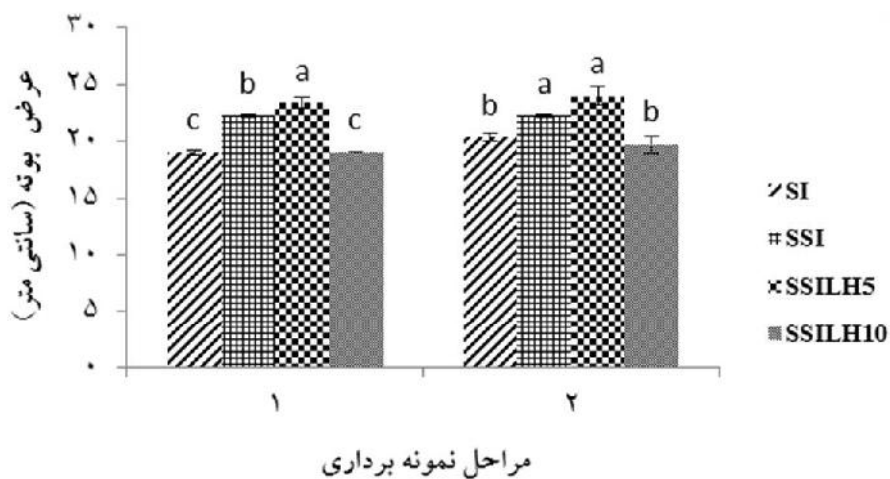 عرض بوته (سانتی متر)
۳۰
۲۵
۲۰
۱۵
۱۰
۵
۰
c b a c
b a a b
SI
SSI
SSILH5
SSILH10
۱ ۲
مراحل نمونه برداری